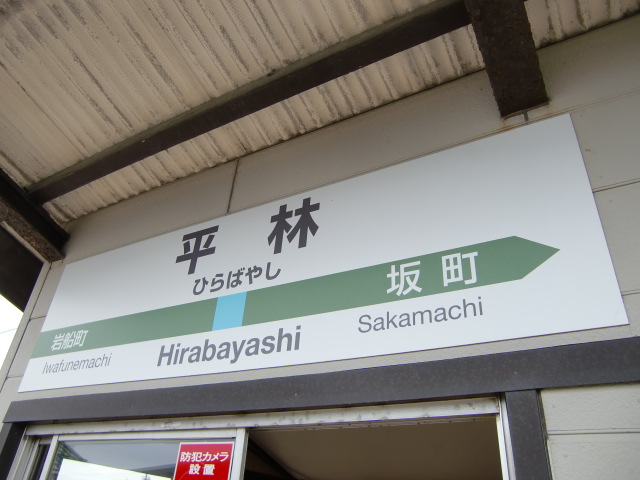 平林
ひらばやし
岩船町 坂町
Iwafunemachi Hirabayashi Sakamachi
防犯カメラ
設置